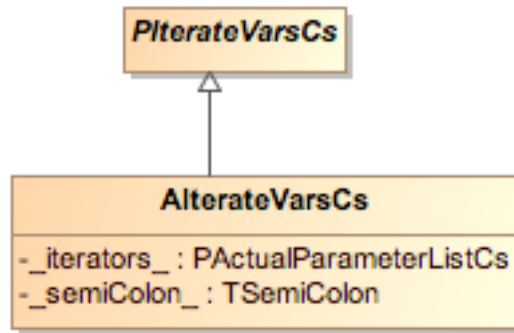 PIterateVarsCs
AIterateVarsCs
-_iterators_ : PActualParameterListCs
-_semiColon_ : TSemiColon